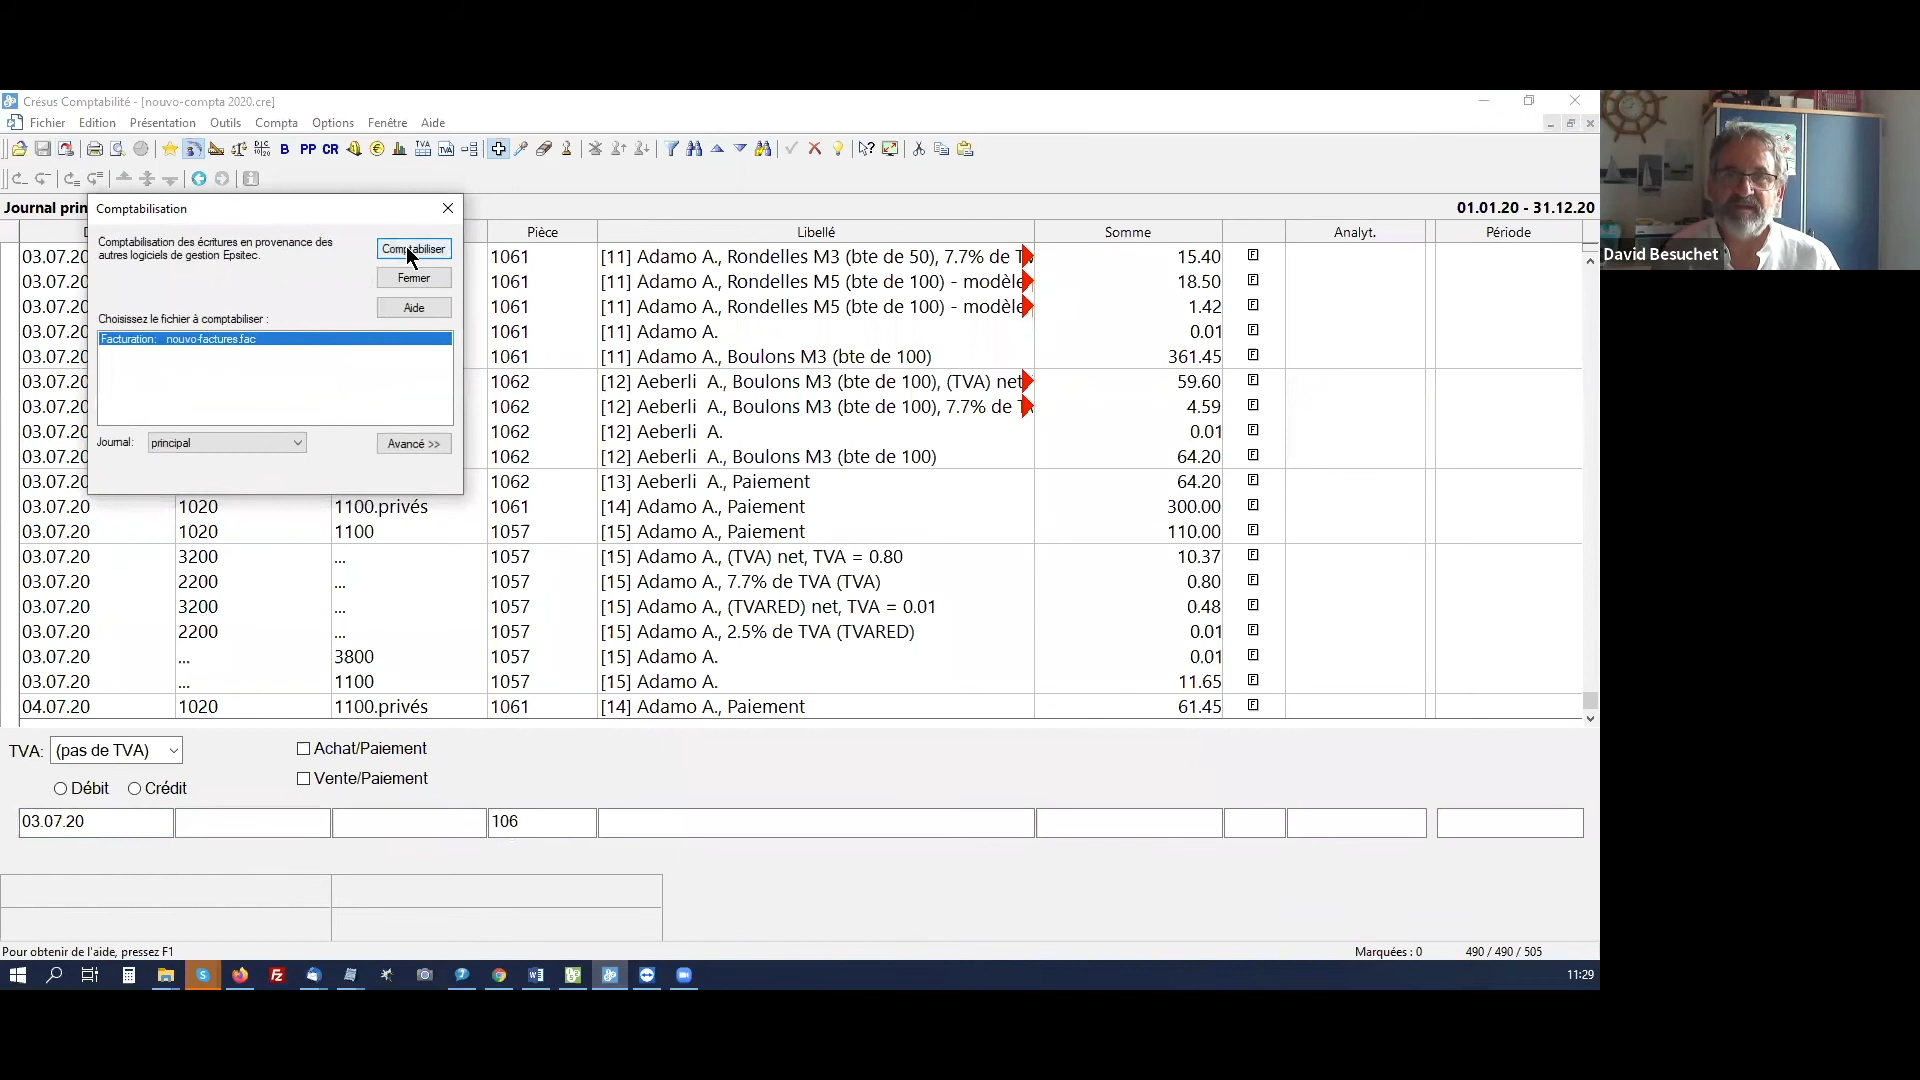 Crésus Comptabilité - [nouvo-compta 2020.cre]
Fichier Edition Présentation Outils Compta Options Fenêtre Aide
B PP CR
Journal prin 01.01.20 - 31.12.20
Comptabilisation
Comptabilisation des écritures en provenance des
autres logiciels de gestion Epsitec.
Comptabiliser
Fermer
Aide
Choisissez le fichier à comptabiliser :
Facturation: nouvo-factures.fac
Journal: principal Avancé >>
Pièce Libellé Somme Analyt. Période
03.07.20 1061 [11] Adamo A., Rondelles M3 (bte de 50), 7.7% de 15.40
03.07.20 1061 [11] Adamo A., Rondelles M5 (bte de 100) - modèle 18.50
03.07.20 1061 [11] Adamo A., Rondelles M5 (bte de 100) - modèle 1.42
03.07.20 1061 [11] Adamo A. 0.01
03.07.20 1061 [11] Adamo A., Boulons M3 (bte de 100) 361.45
03.07.20 1062 [12] Aeberli A., Boulons M3 (bte de 100), (TVA) net 59.60
03.07.20 1062 [12] Aeberli A., Boulons M3 (bte de 100), 7.7% de 4.59
03.07.20 1062 [12] Aeberli A. 0.01
03.07.20 1062 [12] Aeberli A., Boulons M3 (bte de 100) 64.20
03.07.20 1062 [13] Aeberli A., Paiement 64.20
03.07.20 1020 1100.privés 1061 [14] Adamo A., Paiement 300.00
03.07.20 1020 1100 1057 [15] Adamo A., Paiement 110.00
03.07.20 3200 ... 1057 [15] Adamo A., (TVA) net, TVA = 0.80 10.37
03.07.20 2200 ... 1057 [15] Adamo A., 7.7% de TVA (TVA) 0.80
03.07.20 3200 ... 1057 [15] Adamo A., (TVARED) net, TVA = 0.01 0.48
03.07.20 2200 ... 1057 [15] Adamo A., 2.5% de TVA (TVARED) 0.01
03.07.20 ... 3800 1057 [15] Adamo A. 0.01
03.07.20 ... 1100 1057 [15] Adamo A. 11.65
04.07.20 1020 1100.privés 1061 [14] Adamo A., Paiement 61.45
TVA: (pas de TVA) Achat/Paiement
Vente/Paiement
Débit Crédit
03.07.20 106
Pour obtenir de l'aide, pressez F1 Marquées : 0 490 / 490 / 505
11:29
David Besuchet